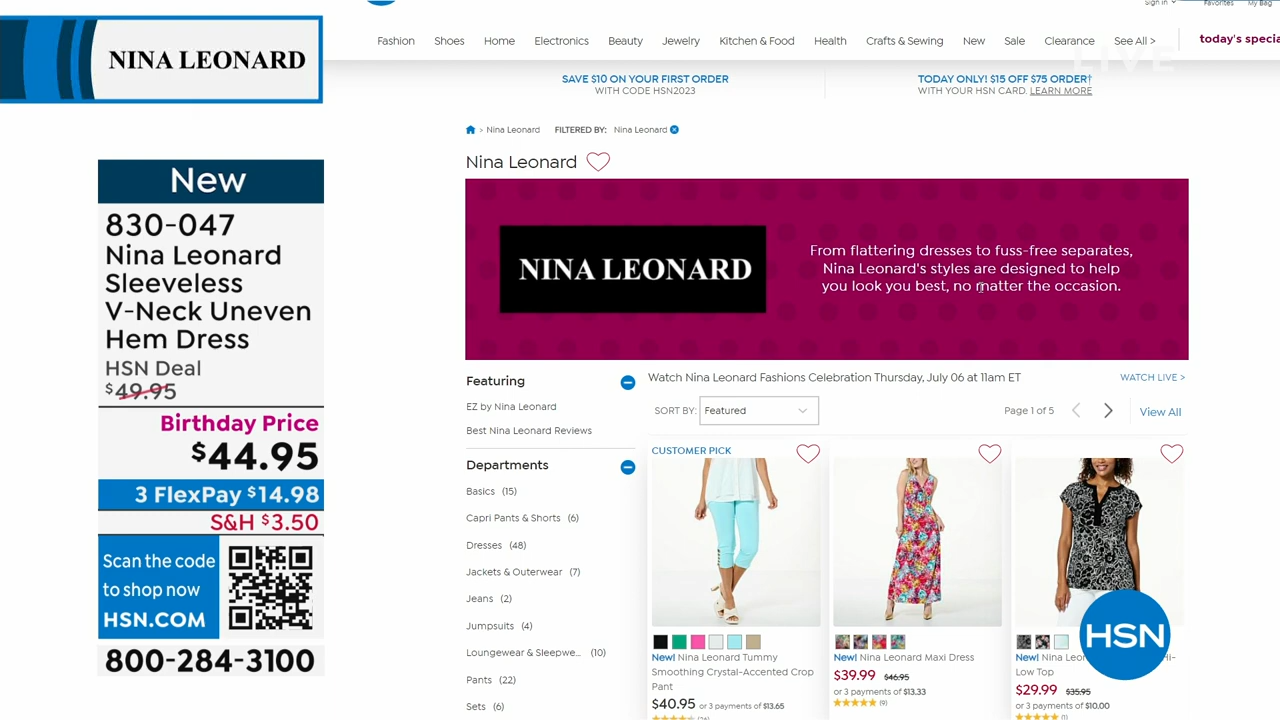 Sign in
Favorites
My Bag
NINA LEONARD
Fashion
Shoes
Home
Electronics
Beauty
Jewelry
Kitchen & Food
Health
Crafts & Sewing
New
Sale
Clearance
See All >
today's specia
LIVE
SAVE $10 ON YOUR FIRST ORDER
WITH CODE HSN2023
TODAY ONLY! $15 OFF $75 ORDER†
WITH YOUR HSN CARD. LEARN MORE
> Nina Leonard
FILTERED BY: Nina Leonard
Nina Leonard
NINA LEONARD
From flattering dresses to fuss-free separates,
Nina Leonard's styles are designed to help
you look you best, no matter the occasion.
New
830-047
Nina Leonard
Sleeveless
V-Neck Uneven
Hem Dress
HSN Deal
$49.95
Birthday Price
$44.95
3 FlexPay $14.98
S&H $3.50
Scan the code
to shop now
HSN.COM
800-284-3100
Featuring
EZ by Nina Leonard
Best Nina Leonard Reviews
Departments
Basics (15)
Capri Pants & Shorts (6)
Dresses (48)
Jackets & Outerwear (7)
Jeans (2)
Jumpsuits (4)
Loungewear & Sleepwe... (10)
Pants (22)
Sets (6)
Watch Nina Leonard Fashions Celebration Thursday, July 06 at 11am ET
WATCH LIVE >
SORT BY: Featured
Page 1 of 5
View All
CUSTOMER PICK
New! Nina Leonard Tummy
Smoothing Crystal-Accented Crop
Pant
$40.95 or 3 payments of $13.65
(26)
New! Nina Leonard Maxi Dress
$39.99 $46.95
or 3 payments of $13.33
(9)
New! Nina Leon
Hi-
Low Top
$29.99 $35.95
or 3 payments of $10.00
(1)
HSN